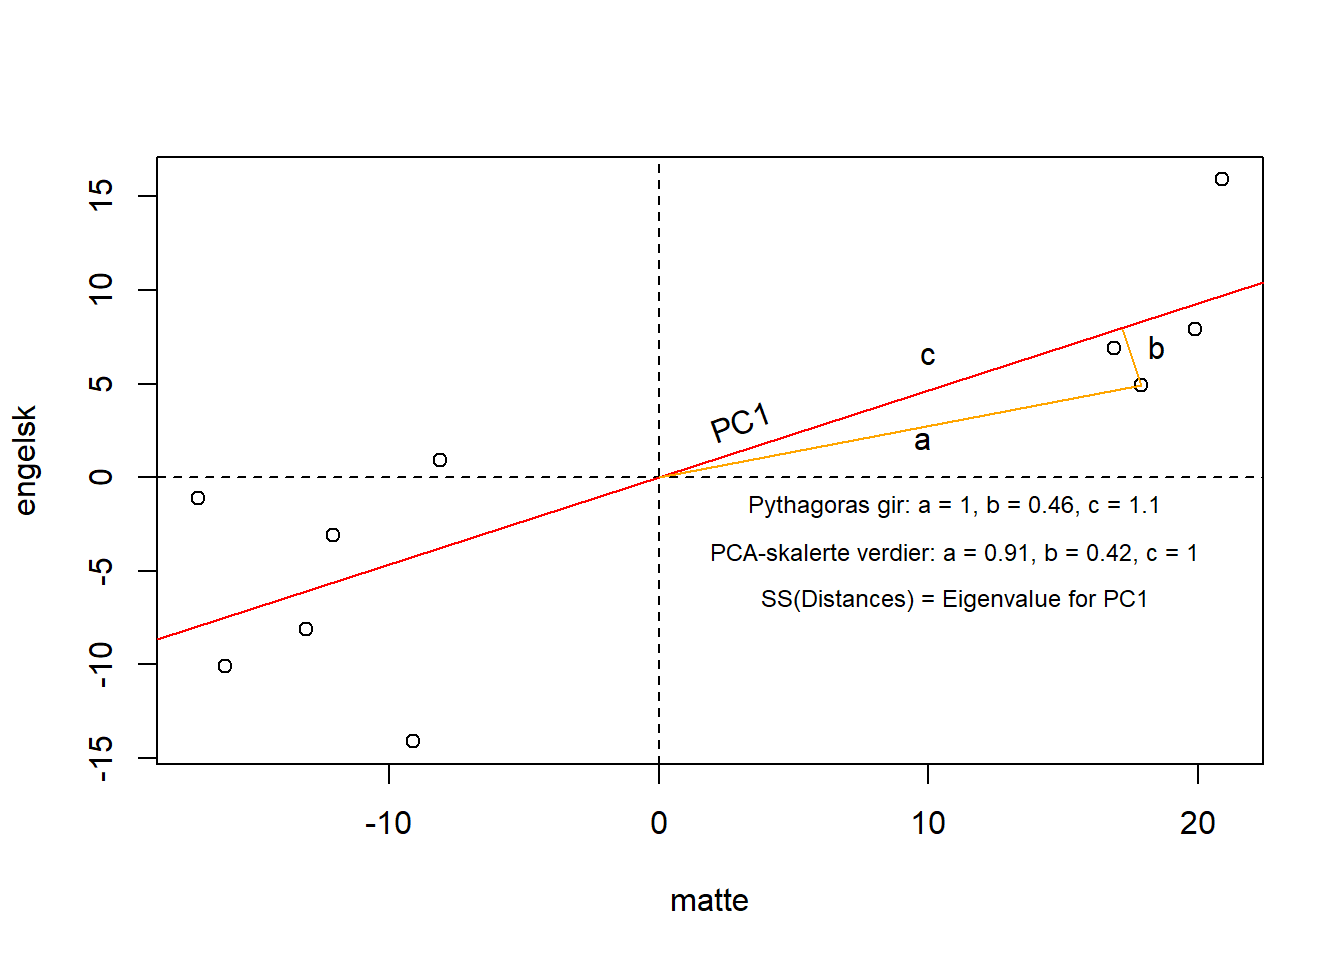 15
10
5
0
-5
-10
-15
engelsk
c
b
PC1
a
Pythagoras gir: a = 1, b = 0.46, c = 1.1
PCA-skalerte verdier: a = 0.91, b = 0.42, c = 1
SS(Distances) = Eigenvalue for PC1
-10 0 10 20
matte